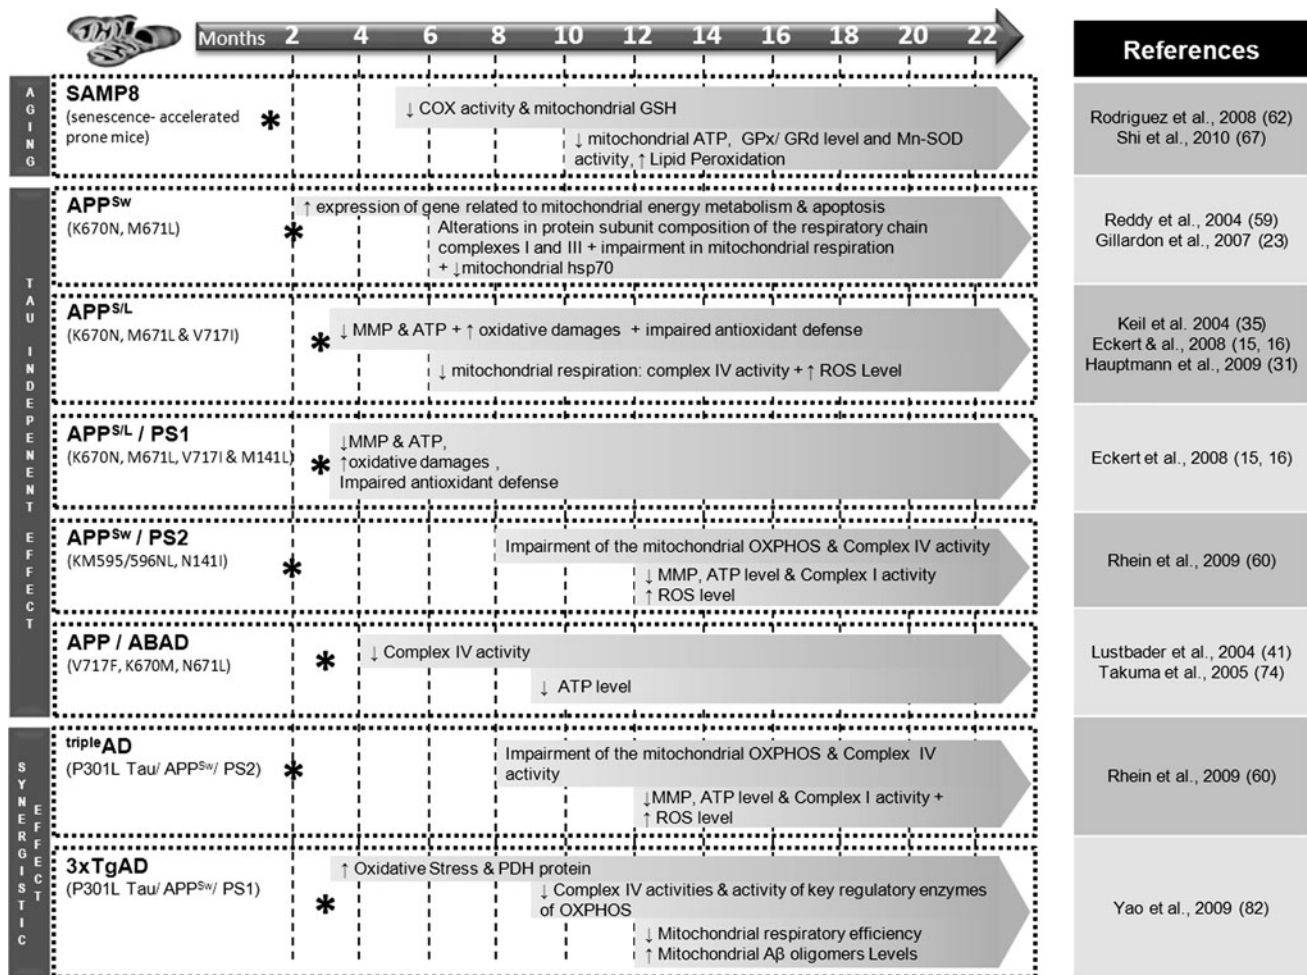 Months 2 4 6 8 10 12 14 16 18 20 22
References
AGING
SAMP8
(senescence- accelerated
prone mice)
*
↓ COX activity & mitochondrial GSH
↓ mitochondrial ATP, GPx/ GRd level and Mn-SOD
activity, ↑ Lipid Peroxidation
Rodriguez et al., 2008 (62)
Shi et al., 2010 (67)
TAU INDEPENENT EFFECT
APPSw
(K670N, M671L)
*
↑ expression of gene related to mitochondrial energy metabolism & apoptosis
Alterations in protein subunit composition of the respiratory chain
complexes I and III + impairment in mitochondrial respiration
+ ↓mitochondrial hsp70
Reddy et al., 2004 (59)
Gillardon et al., 2007 (23)
APPS/L
(K670N, M671L & V717I)
*
↓ MMP & ATP + ↑ oxidative damages + impaired antioxidant defense
↓ mitochondrial respiration: complex IV activity + ↑ ROS Level
Keil et al. 2004 (35)
Eckert & al., 2008 (15, 16)
Hauptmann et al., 2009 (31)
APPS/L / PS1
(K670N, M671L, V717I & M141L)
*
↓MMP & ATP,
↑oxidative damages ,
Impaired antioxidant defense
Eckert et al., 2008 (15, 16)
APPSw / PS2
(KM595/596NL, N141I)
*
Impairment of the mitochondrial OXPHOS & Complex IV activity
↓ MMP, ATP level & Complex I activity
↑ ROS level
Rhein et al., 2009 (60)
APP / ABAD
(V717F, K670M, N671L)
*
↓ Complex IV activity
↓ ATP level
Lustbader et al., 2004 (41)
Takuma et al., 2005 (74)
SYNERGISTIC
EFFECT
tripleAD
(P301L Tau/ APPSw/ PS2)
*
Impairment of the mitochondrial OXPHOS & Complex IV
activity
↓MMP, ATP level & Complex I activity +
↑ ROS level
Rhein et al., 2009 (60)
3xTgAD
(P301L Tau/ APPSw/ PS1)
*
↑ Oxidative Stress & PDH protein
↓ Complex IV activities & activity of key regulatory enzymes
of OXPHOS
↓ Mitochondrial respiratory efficiency
↑ Mitochondrial Aβ oligomers Levels
Yao et al., 2009 (82)